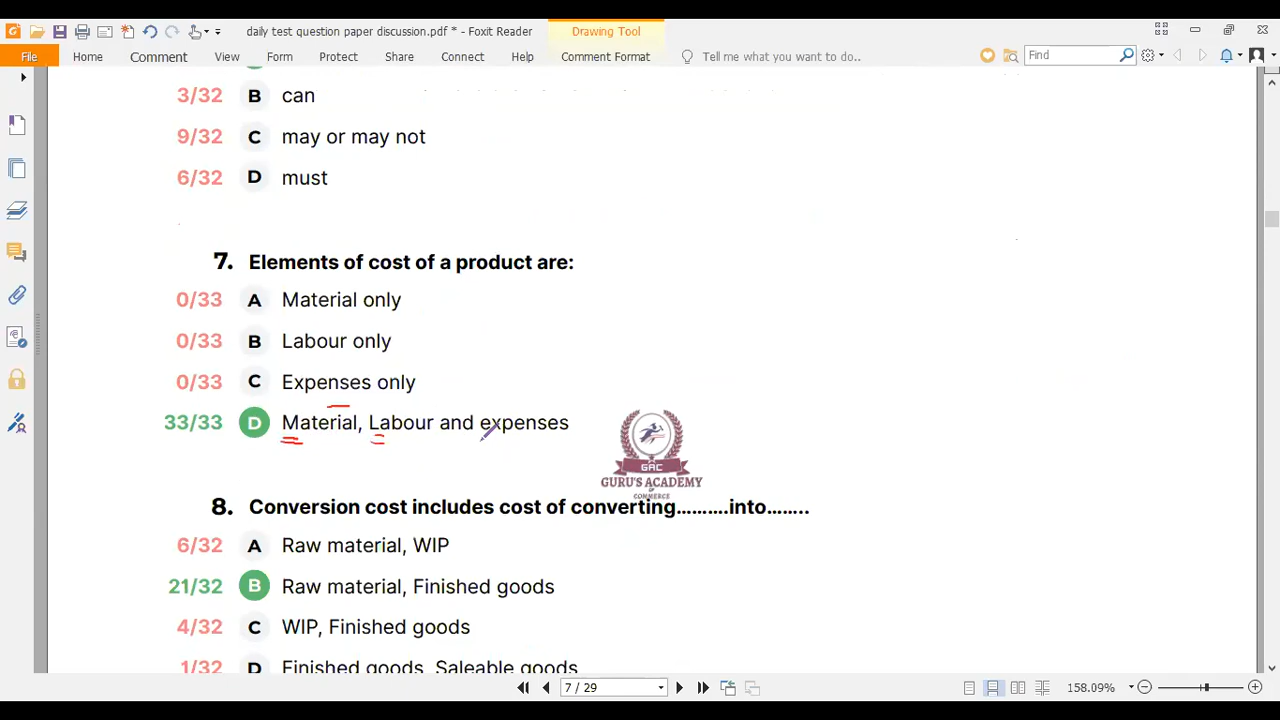 daily test question paper discussion.pdf * - Foxit Reader
Drawing Tool
File
Home
Comment
View
Form
Protect
Share
Connect
Help
Comment Format
Tell me what you want to do..
Find
3/32 B can
9/32 C may or may not
6/32 D must
7. Elements of cost of a product are:
0/33 A Material only
0/33 B Labour only
0/33 C Expenses only
33/33 D Material, Labour and expenses
GAC
GURU'S ACADEMY
OF
COMMERCE
8. Conversion cost includes cost of converting……….into……..
6/32 A Raw material, WIP
21/32 B Raw material, Finished goods
4/32 C WIP, Finished goods
1/32 D Finished goods, Saleable goods
7 / 29
158.09%